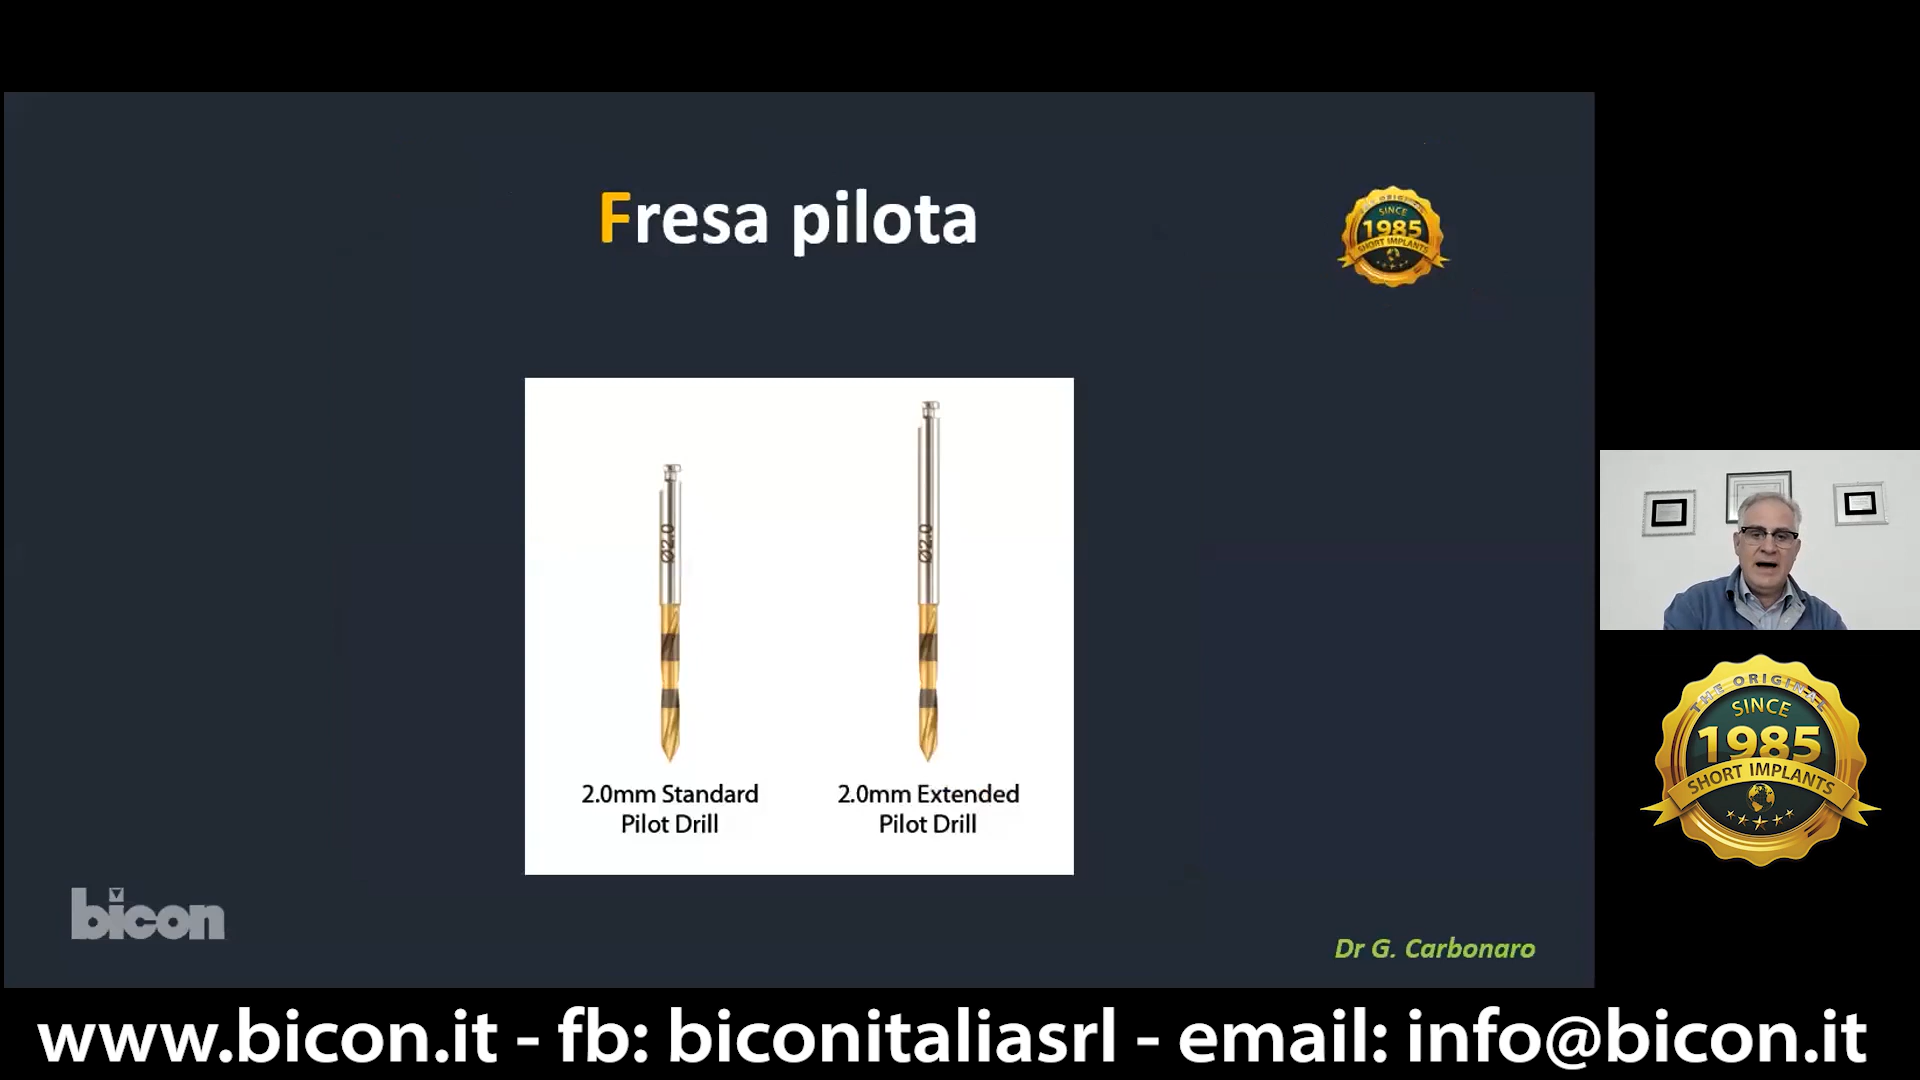 Fresa pilota
THE ORIGINAL
SINCE
1985
SHORT IMPLANTS
Ø2.0
Ø2.0
2.0mm Standard
Pilot Drill
2.0mm Extended
Pilot Drill
bicon
Dr G. Carbonaro
THE ORIGINAL
SINCE
1985
SHORT IMPLANTS
www.bicon.it - fb: biconitaliasrl - email: info@bicon.it